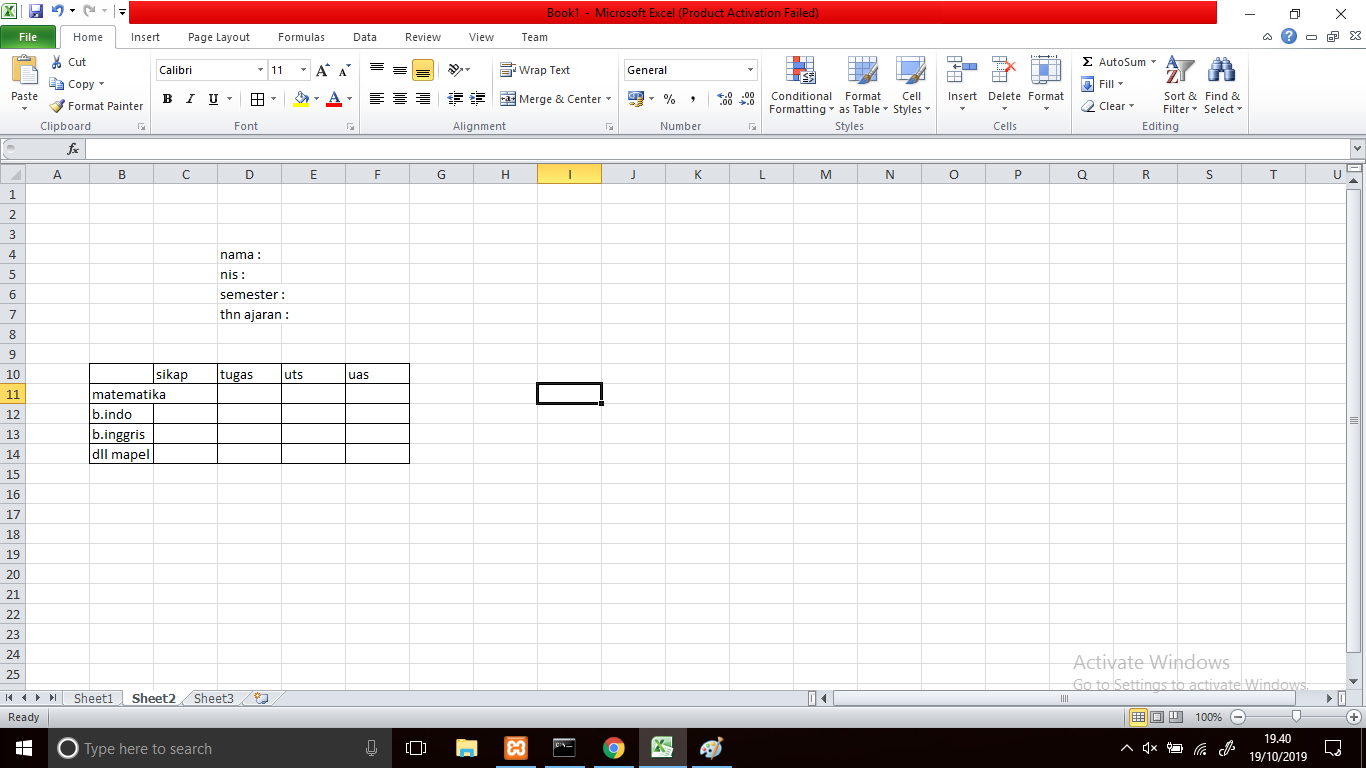 Book1 - Microsoft Excel (Product Activation Failed)
File Home Insert Page Layout Formulas Data Review View Team
Paste Cut Copy Format Painter Clipboard
Calibri 11 B I U A A A Font
Wrap Text Merge & Center Alignment
General % , Number
Conditional Formatting Format as Table Cell Styles Styles
Insert Delete Format Cells
Σ AutoSum Fill Clear Sort & Filter Find & Select Editing
fx
A B C D E F G H I J K L M N O P Q R S T U
1
2
3
4 nama :
5 nis :
6 semester :
7 thn ajaran :
8
9
10 sikap tugas uts uas
11 matematika
12 b.indo
13 b.inggris
14 dll mapel
15
16
17
18
19
20
21
22
23
24
25
Activate Windows
Go to Settings to activate Windows.
Sheet1 Sheet2 Sheet3
Ready 100%
Type here to search
19.40
19/10/2019